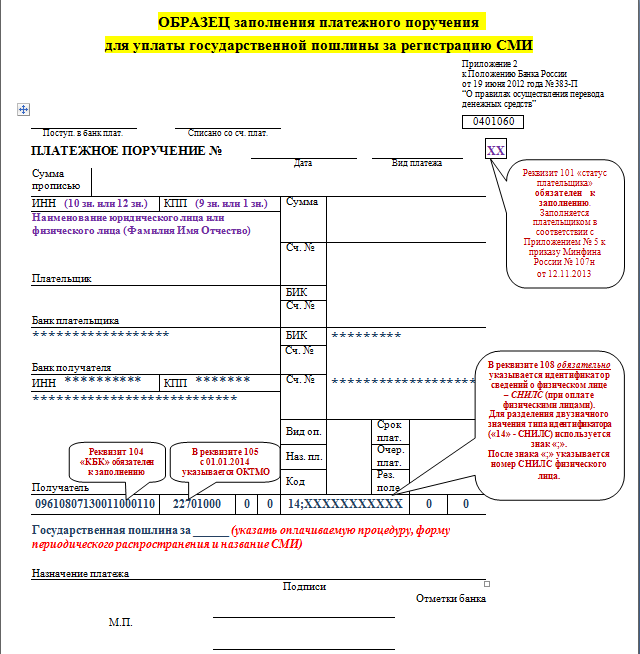 ОБРАЗЕЦ заполнения платежного поручения
для уплаты государственной пошлины за регистрацию СМИ
Приложение 2
к Положению Банка России
от 19 июня 2012 года №383-П
"О правилах осуществления перевода
денежных средств"
0401060
Поступ. в банк плат.
Списано со сч. плат.
ПЛАТЕЖНОЕ ПОРУЧЕНИЕ №
Дата
Вид платежа
XX
Реквизит 101 «статус
плательщика»
обязателен к
заполнению.
Заполняется
плательщиком в
соответствии с
Приложением № 5 к
приказу Минфина
России № 107н
от 12.11.2013
Сумма
прописью
ИНН (10 зн. или 12 зн.)
КПП (9 зн. или 1 зн.)
Сумма
Наименование юридического лица или
физического лица (Фамилия Имя Отчество)
Сч. №
Плательщик
БИК
Сч. №
Банк плательщика
******************
БИК
*********
Сч. №
Банк получателя
ИНН **********
КПП *******
Сч. №
********************
***************************
В реквизите 108 обязательно
указывается идентификатор
сведений о физическом лице
– СНИЛС (при оплате
физическими лицами).
Для разделения двузначного
значения типа идентификатора
(«14» - СНИЛС) используется
знак «;».
После знака «;» указывается
номер СНИЛС физического
лица.
Вид оп.
Срок
плат.
Наз. пл.
Очер.
плат.
Код
Рез.
поле
Реквизит 104
«КБК» обязателен
к заполнению
В реквизите 105
с 01.01.2014
указывается ОКТМО
Получатель
09610807130011000110
22701000
0
0
14;XXXXXXXXXXX
0
0
Государственная пошлина за ______ (указать оплачиваемую процедуру, форму
периодического распространения и название СМИ)
Назначение платежа
Подписи
Отметки банка
М.П.